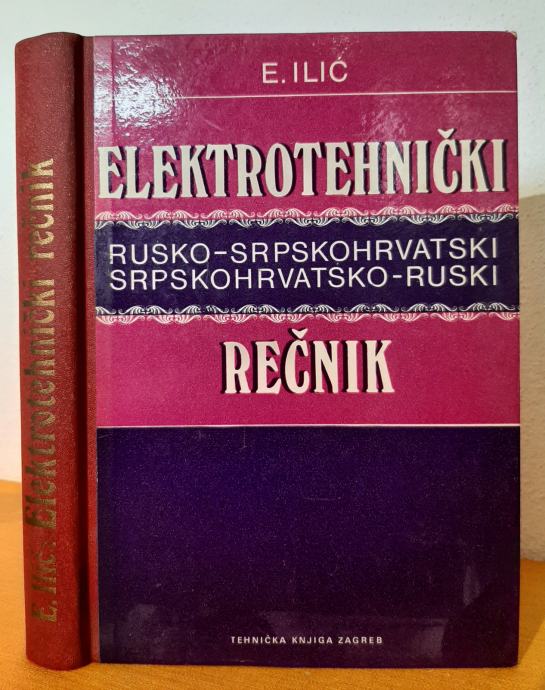 E. ILIĆ
ELEKTROTEHNIČKI
RUSKO-SRPSKOHRVATSKI
SRPSKOHRVATSKO-RUSKI
REČNIK
TEHNIČKA KNJIGA ZAGREB
E. Ilić: Elektrotehnički rečnik